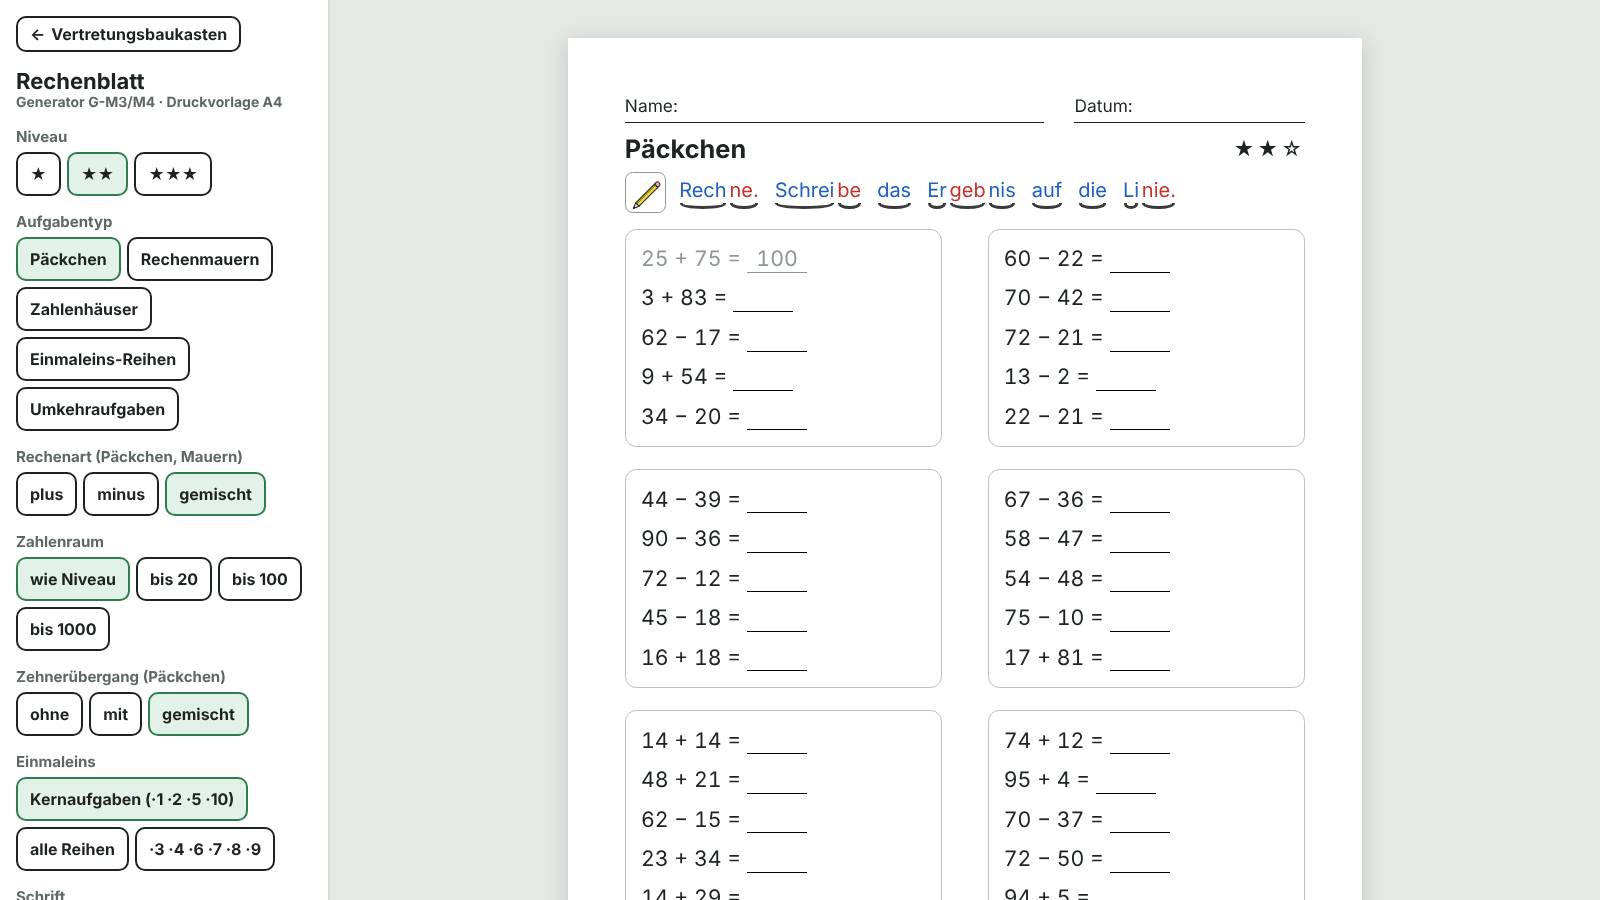 ← Vertretungsbaukasten
Rechenblatt
Generator G-M3/M4 · Druckvorlage A4
Niveau
★ ★★ ★★★
Aufgabentyp
Päckchen Rechenmauern
Zahlenhäuser
Einmaleins-Reihen
Umkehraufgaben
Rechenart (Päckchen, Mauern)
plus minus gemischt
Zahlenraum
wie Niveau bis 20 bis 100
bis 1000
Zehnerübergang (Päckchen)
ohne mit gemischt
Einmaleins
Kernaufgaben (·1 ·2 ·5 ·10)
alle Reihen ·3 ·4 ·6 ·7 ·8 ·9
Schrift
Name: Datum:
Päckchen ★★☆
Rechne. Schreibe das Ergebnis auf die Linie.
25 + 75 = 100
3 + 83 =
62 − 17 =
9 + 54 =
34 − 20 =
60 − 22 =
70 − 42 =
72 − 21 =
13 − 2 =
22 − 21 =
44 − 39 =
90 − 36 =
72 − 12 =
45 − 18 =
16 + 18 =
67 − 36 =
58 − 47 =
54 − 48 =
75 − 10 =
17 + 81 =
14 + 14 =
48 + 21 =
62 − 15 =
23 + 34 =
14 + 29 =
74 + 12 =
95 + 4 =
70 − 37 =
72 − 50 =
94 + 5 =